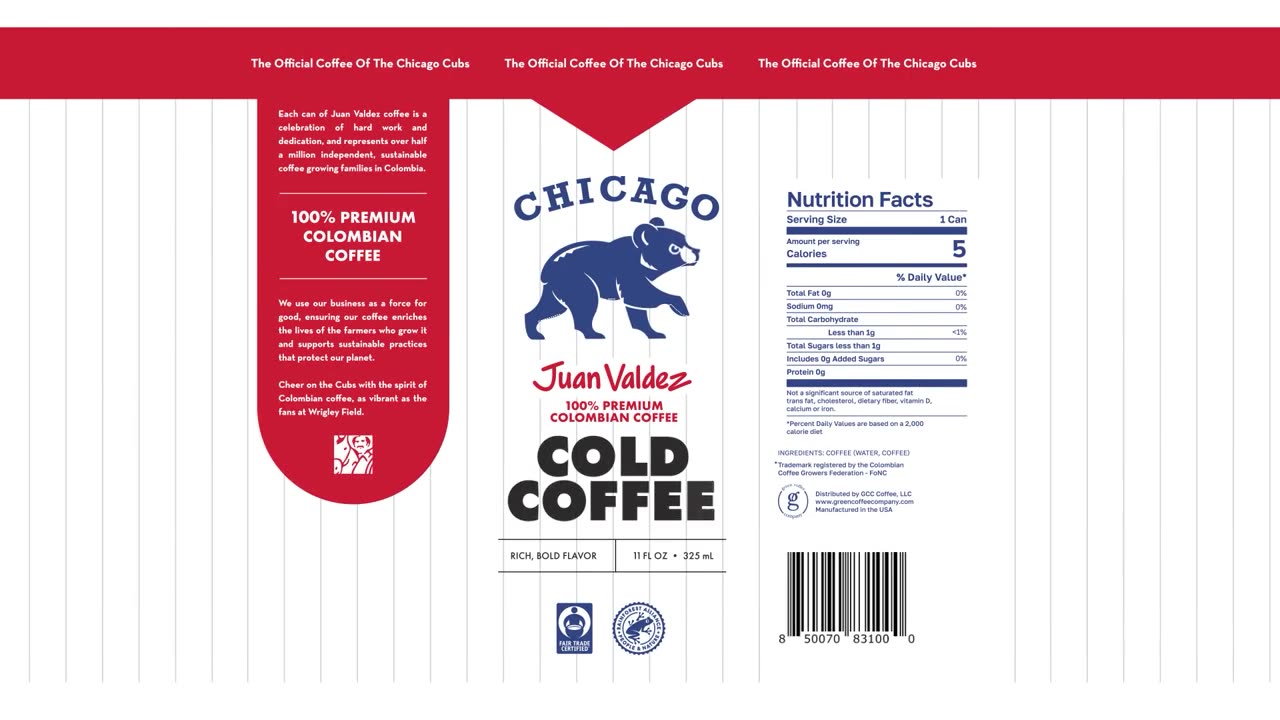 The Official Coffee Of The Chicago Cubs
The Official Coffee Of The Chicago Cubs
The Official Coffee Of The Chicago Cubs
Each can of Juan Valdez coffee is a
celebration of hard work and
dedication, and represents over half
a million independent, sustainable
coffee growing families in Colombia.
100% PREMIUM
COLOMBIAN
COFFEE
We use our business as a force for
good, ensuring our coffee enriches
the lives of the farmers who grow it
and supports sustainable practices
that protect our planet.
Cheer on the Cubs with the spirit of
Colombian coffee, as vibrant as the
fans at Wrigley Field.
CHICAGO
Juan Valdez
100% PREMIUM
COLOMBIAN COFFEE
COLD
COFFEE
RICH, BOLD FLAVOR
11 FL OZ • 325 mL
FAIR TRADE
CERTIFIED
RAINFOREST ALLIANCE
PEOPLE & NATURE
Nutrition Facts
Serving Size 1 Can
Amount per serving
Calories 5
% Daily Value*
Total Fat 0g 0%
Sodium 0mg 0%
Total Carbohydrate
Less than 1g <1%
Total Sugars less than 1g
Includes 0g Added Sugars 0%
Protein 0g
Not a significant source of saturated fat
trans fat, cholesterol, dietary fiber, vitamin D,
calcium or iron.
*Percent Daily Values are based on a 2,000
calorie diet
INGREDIENTS: COFFEE (WATER, COFFEE)
*Trademark registered by the Colombian
Coffee Growers Federation - FoNC
green coffee
g
company
Distributed by GCC Coffee, LLC
www.greencoffeecompany.com
Manufactured in the USA
8 50070 83100 0